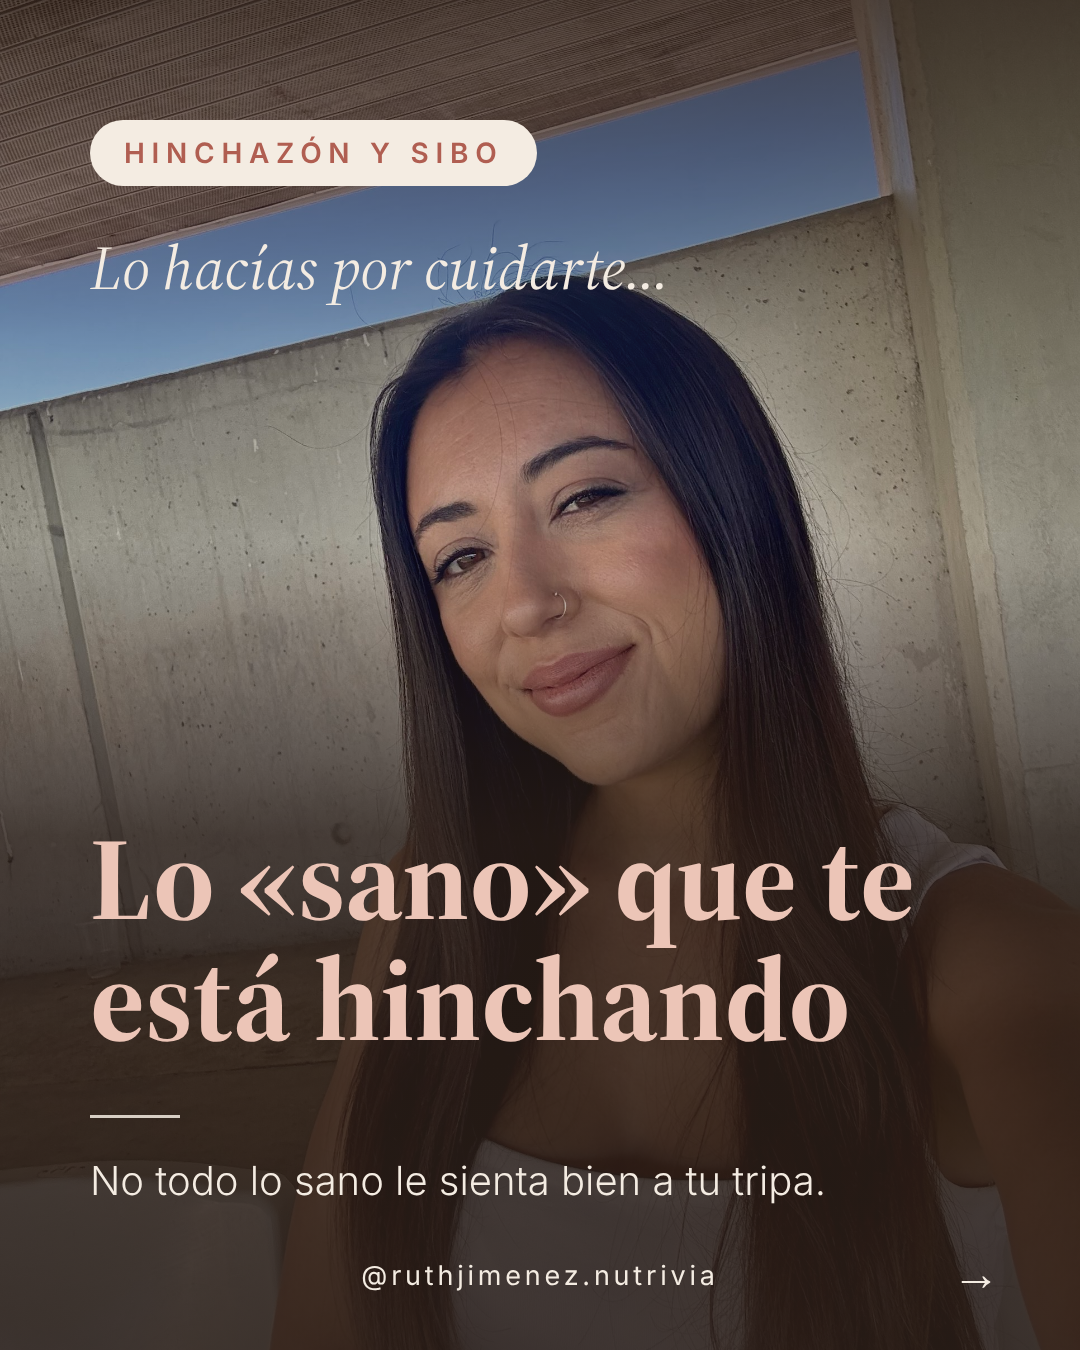 HINCHAZÓN Y SIBO
Lo hacías por cuidarte...
Lo «sano» que te
está hinchando
No todo lo sano le sienta bien a tu tripa.
@ruthjimenez.nutrivia
→